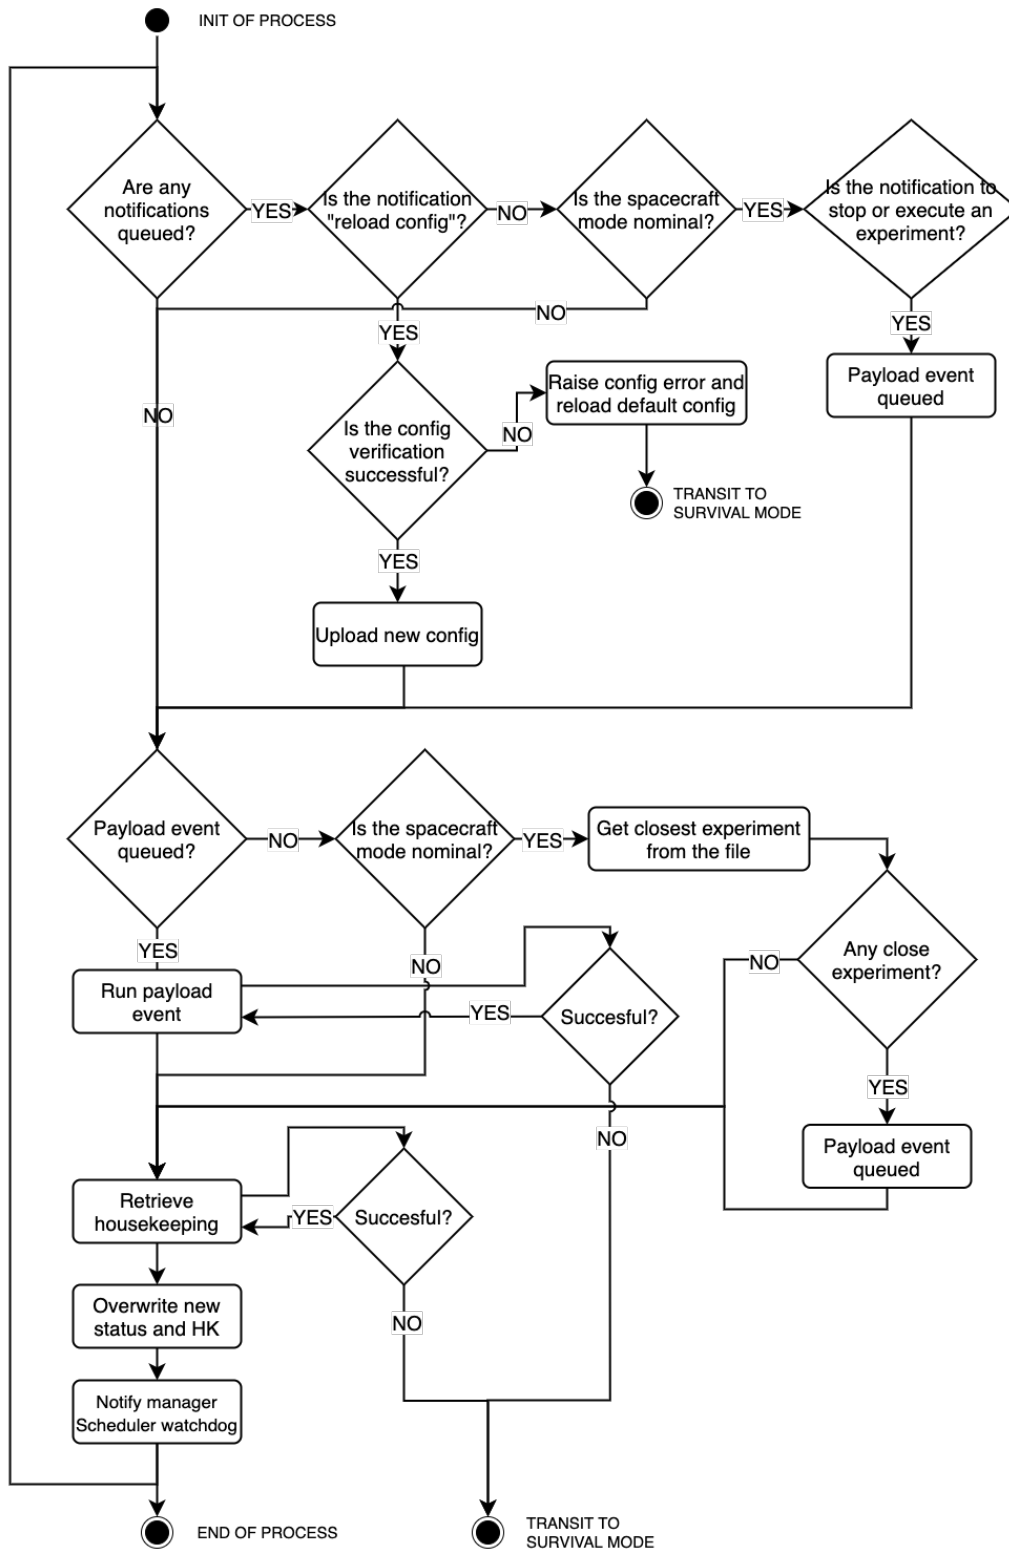 INIT OF PROCESS
Are any
notifications
queued?
YES
Is the notification
"reload config"?
NO
Is the spacecraft
mode nominal?
YES
Is the notification to
stop or execute an
experiment?
NO
YES
YES
Payload event
queued
Raise config error and
reload default config
NO
NO
Is the config
verification
successful?
TRANSIT TO
SURVIVAL MODE
YES
Upload new config
Payload event
queued?
NO
Is the spacecraft
mode nominal?
YES
Get closest experiment
from the file
YES
NO
Any close
experiment?
NO
Run payload
event
YES
Succesful?
YES
NO
Payload event
queued
Retrieve
housekeeping
YES
Succesful?
Overwrite new
status and HK
NO
Notify manager
Scheduler watchdog
END OF PROCESS
TRANSIT TO
SURVIVAL MODE